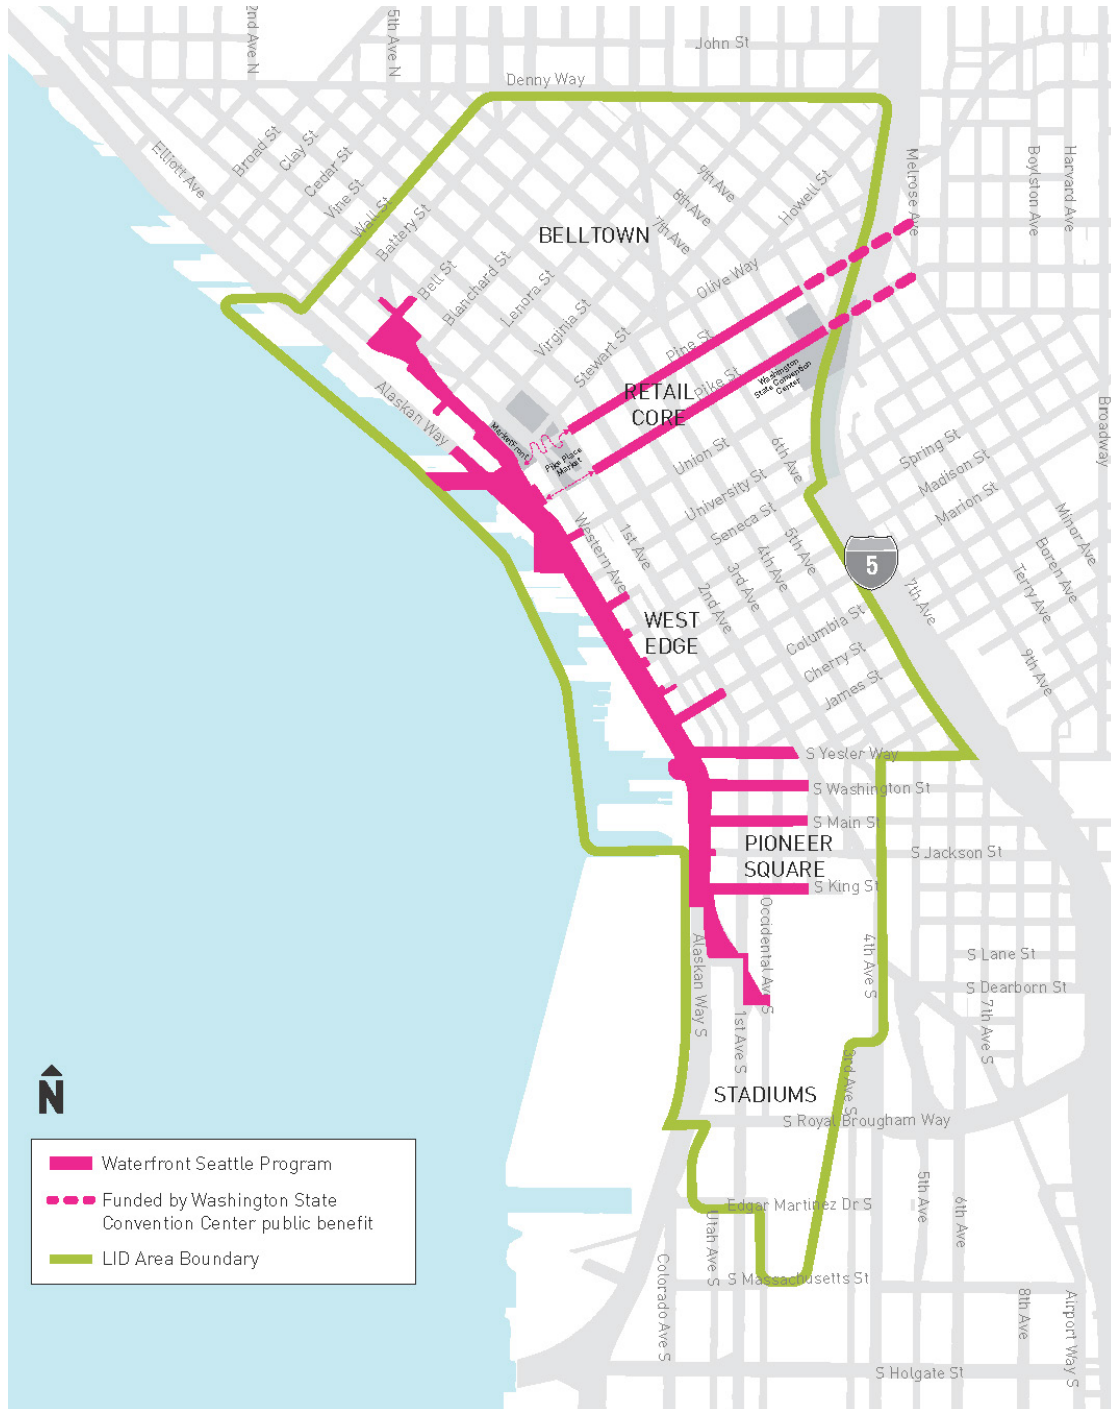 2nd Ave N
5th Ave N
John St
Denny Way
Elliott Ave
Broad St
Clay St
Cedar St
Vine St
Wall St
Battery St
9th Ave
8th Ave
7th Ave
Howell St
Melrose Ave
Boylston Ave
Harvard Ave
BELLTOWN
Bell St
Blanchard St
Lenora St
Virginia St
Stewart St
Olive Way
Pine St
Pike St
RETAIL
CORE
Washington
State Convention
Center
Alaskan Way
MarketFront
Pike Place
Market
Union St
University St
Seneca St
6th Ave
Spring St
Madison St
Marion St
Broadway
Minor Ave
Boren Ave
Terry Ave
9th Ave
Western Ave
1st Ave
2nd Ave
3rd Ave
4th Ave
5th Ave
5
7th Ave
WEST
EDGE
Columbia St
Cherry St
James St
S Yesler Way
S Washington St
S Main St
PIONEER
SQUARE
S Jackson St
S King St
Occidental Ave S
Alaskan Way S
1st Ave S
4th Ave S
S Lane St
S Dearborn St
7th Ave S
3rd Ave S
STADIUMS
S Royal Brougham Way
Edgar Martinez Dr S
Utah Ave S
Colorado Ave S
S Massachusetts St
5th Ave S
6th Ave S
8th Ave
Airport Way S
S Holgate St
N
Waterfront Seattle Program
Funded by Washington State
Convention Center public benefit
LID Area Boundary